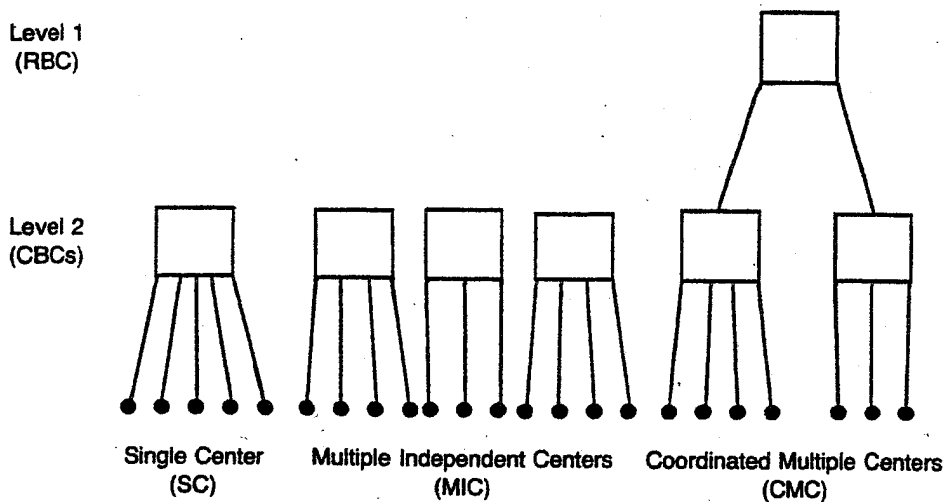 Level 1
(RBC)
Level 2
(CBCs)
Single Center
(SC)
Multiple Independent Centers
(MIC)
Coordinated Multiple Centers
(CMC)